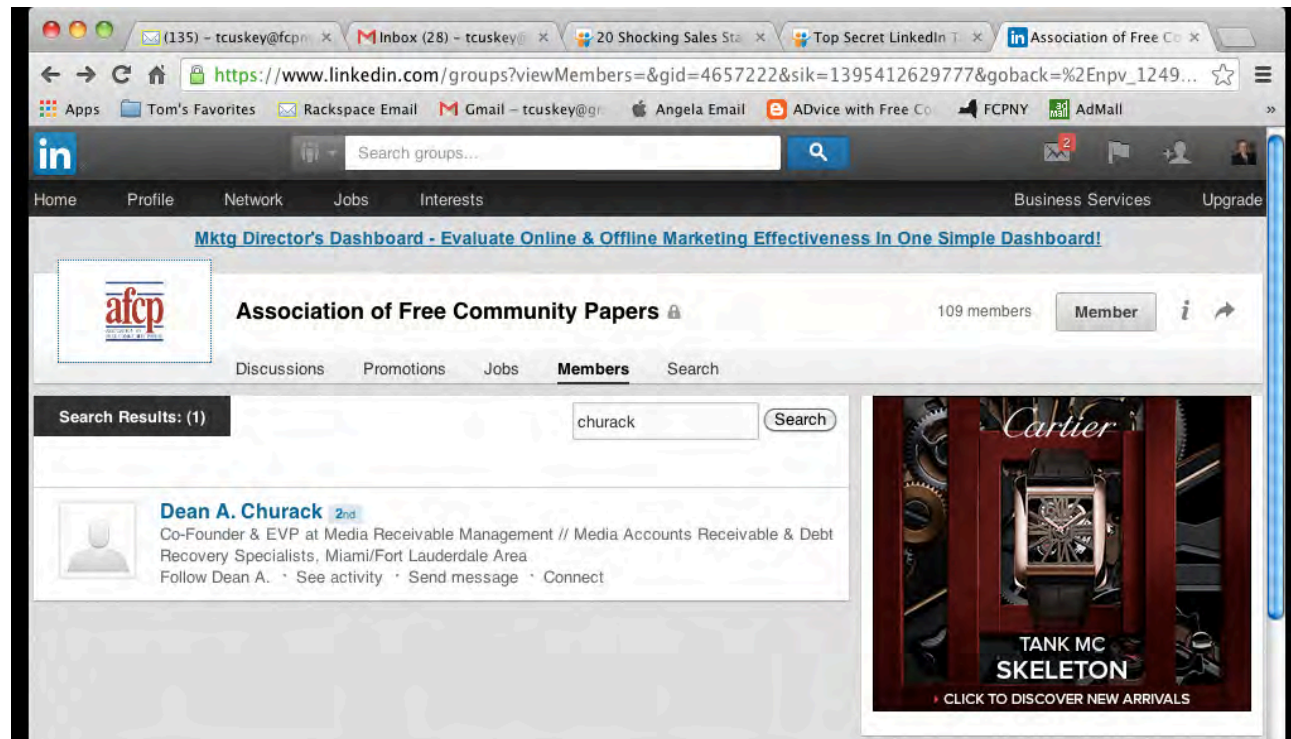 (135) – tcuskey@fcpn
Inbox (28) – tcuskey@
20 Shocking Sales Sta
Top Secret LinkedIn T
Association of Free Co
https://www.linkedin.com/groups?viewMembers=&gid=4657222&sik=1395412629777&goback=%2Enpv_1249...
Apps Tom's Favorites Rackspace Email Gmail – tcuskey@gr Angela Email ADvice with Free Co FCPNY AdMall »
in Search groups... 2
Home Profile Network Jobs Interests Business Services Upgrade
Mktg Director's Dashboard - Evaluate Online & Offline Marketing Effectiveness In One Simple Dashboard!
afcp
Association of Free Community Papers 109 members Member i
Discussions Promotions Jobs Members Search
Search Results: (1) churack Search
Dean A. Churack 2nd
Co-Founder & EVP at Media Receivable Management // Media Accounts Receivable & Debt
Recovery Specialists, Miami/Fort Lauderdale Area
Follow Dean A. · See activity · Send message · Connect
Cartier
TANK MC
SKELETON
CLICK TO DISCOVER NEW ARRIVALS